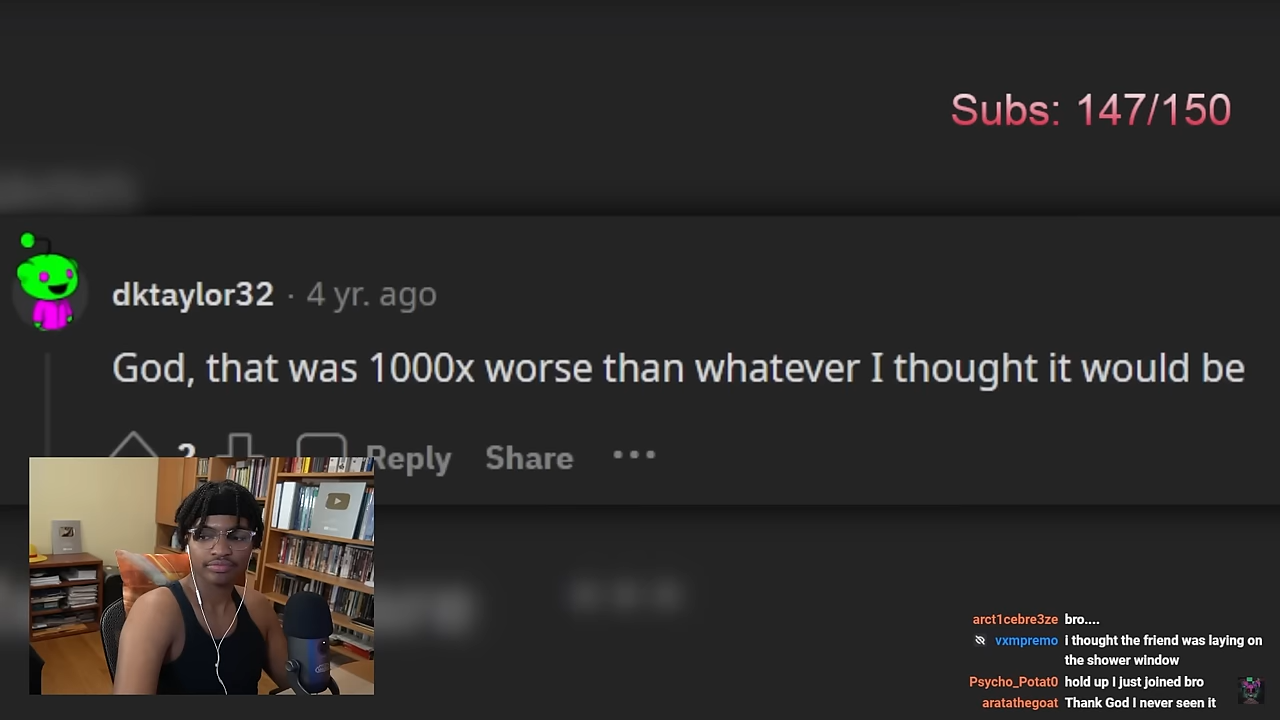 Subs: 147/150
dktaylor32 · 4 yr. ago
God, that was 1000x worse than whatever I thought it would be
2 Reply Share ···
arct1cebre3ze bro....
vxmpremo i thought the friend was laying on
the shower window
Psycho_Potat0 hold up I just joined bro
aratathegoat Thank God I never seen it